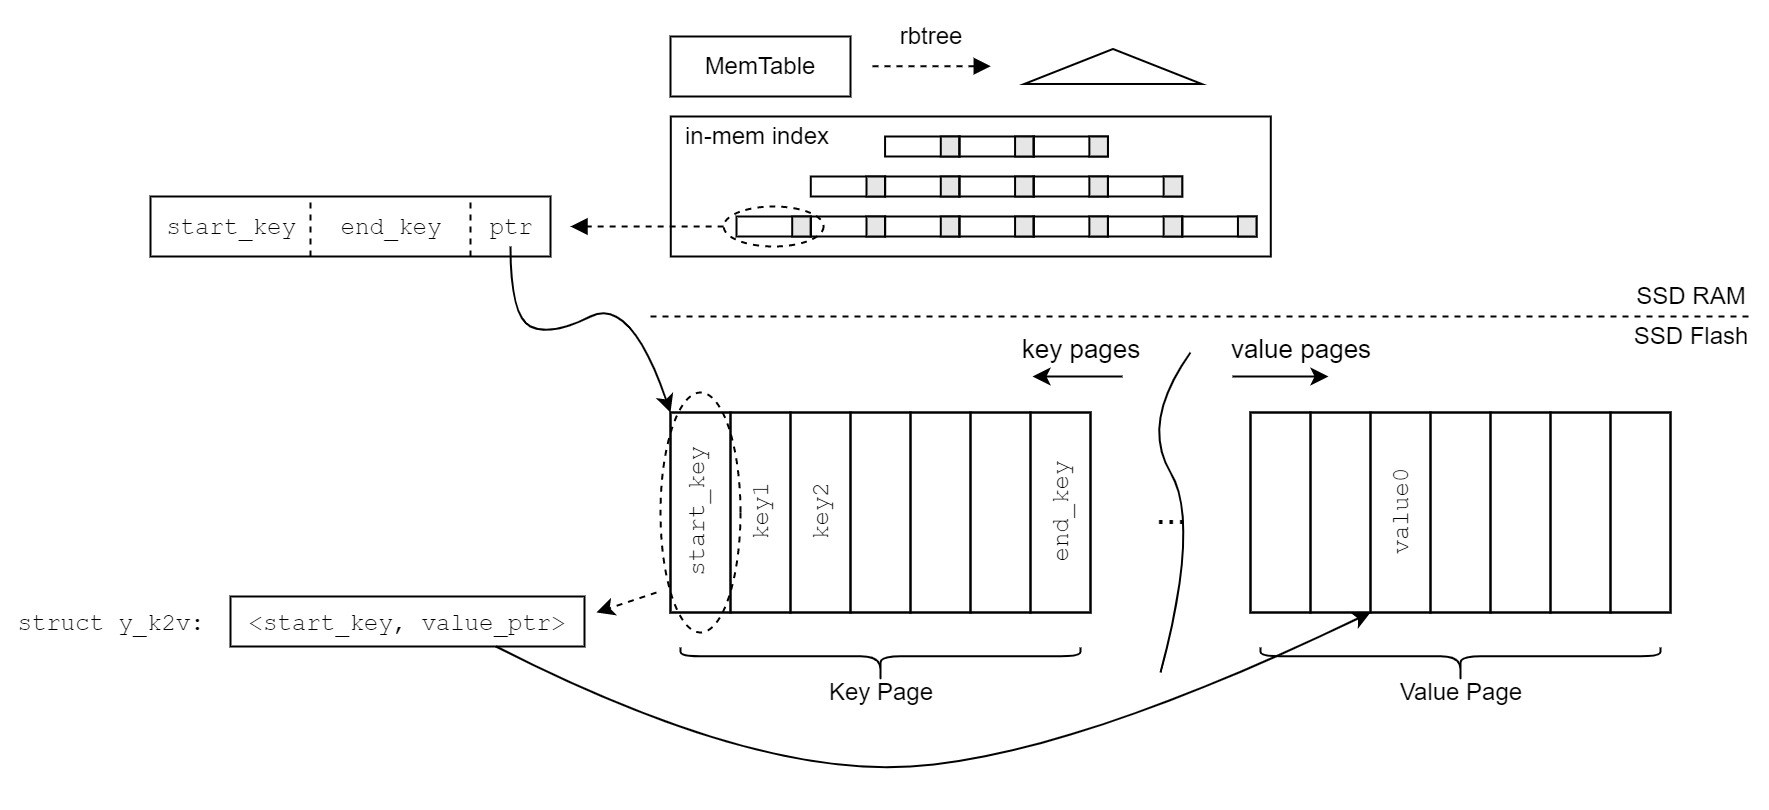 rbtree
MemTable
in-mem index
start_key end_key ptr
SSD RAM
SSD Flash
key pages value pages
start_key
key1
key2
end_key
...
value0
struct y_k2v: <start_key, value_ptr>
Key Page Value Page